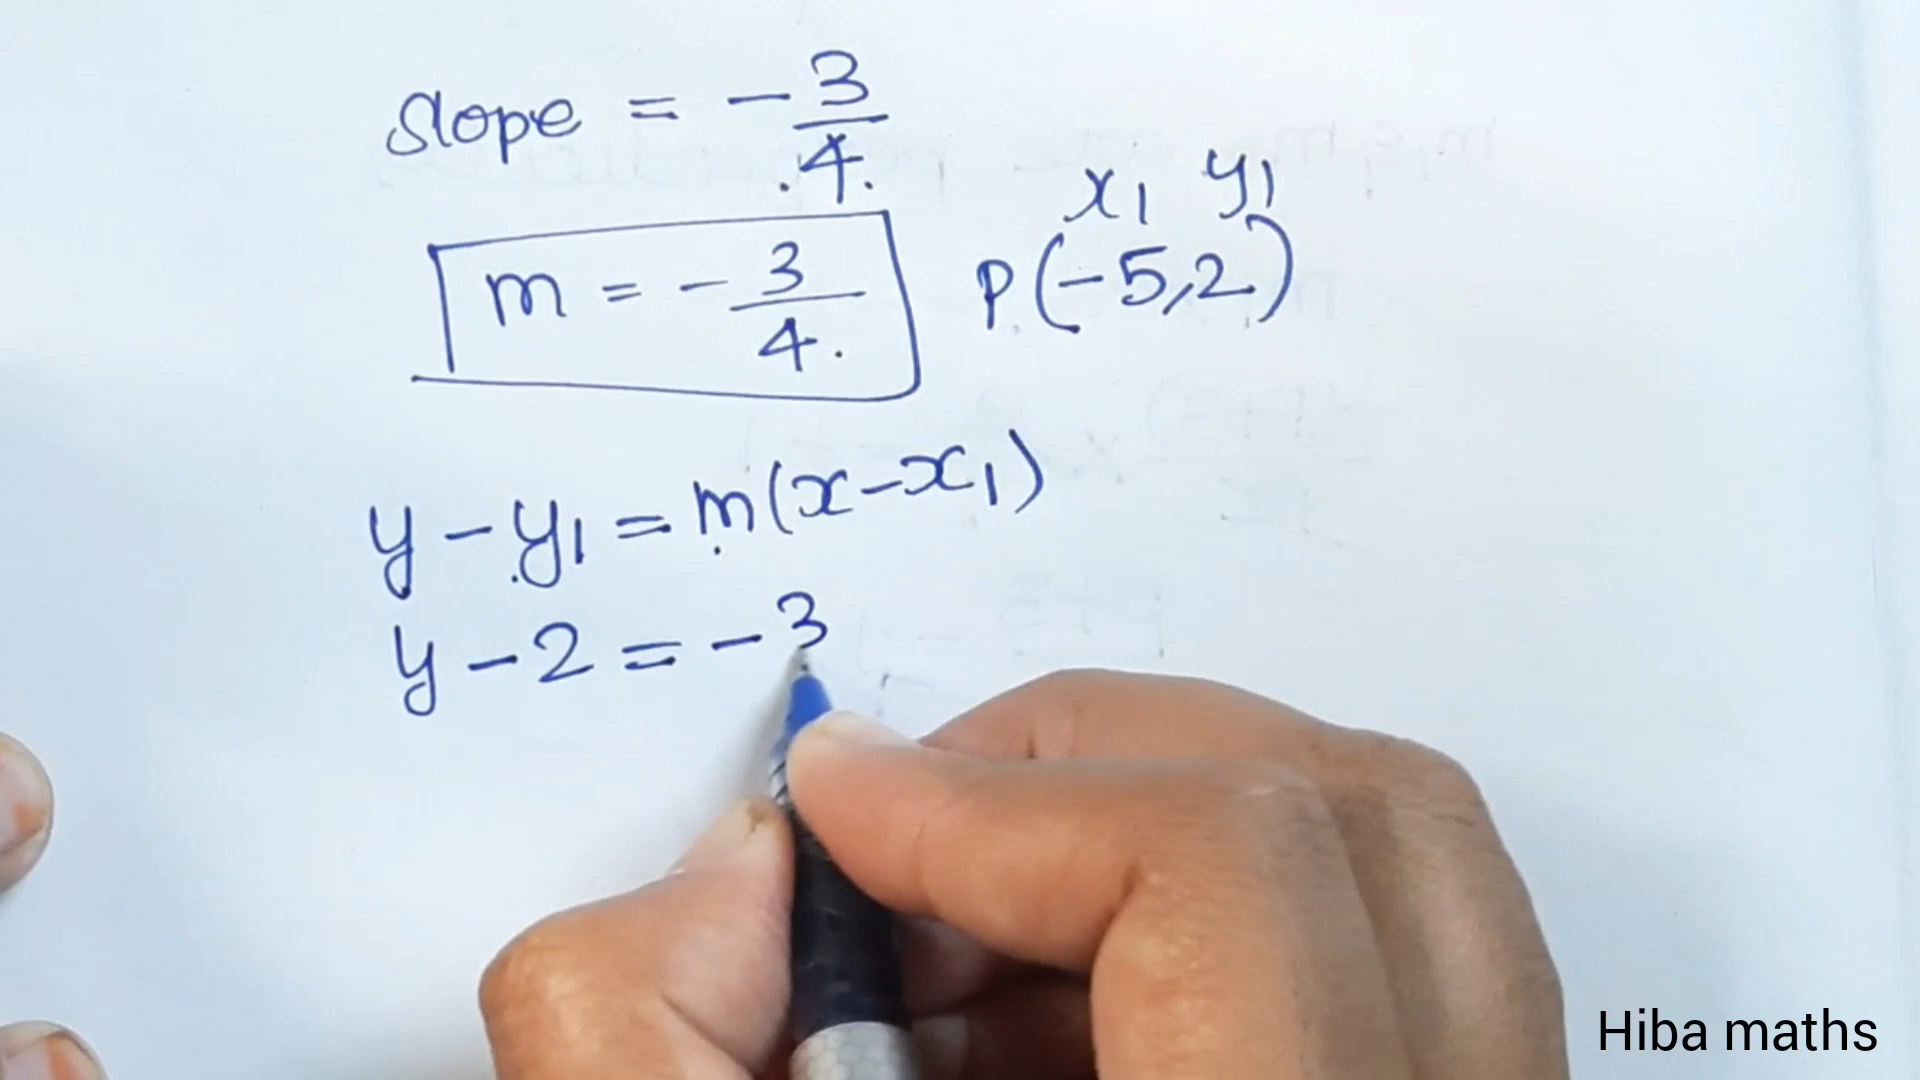 slope = -3/4.
x1 y1
m = -3/4. P(-5,2)
y - y1 = m(x-x1)
y - 2 = -3
Hiba maths